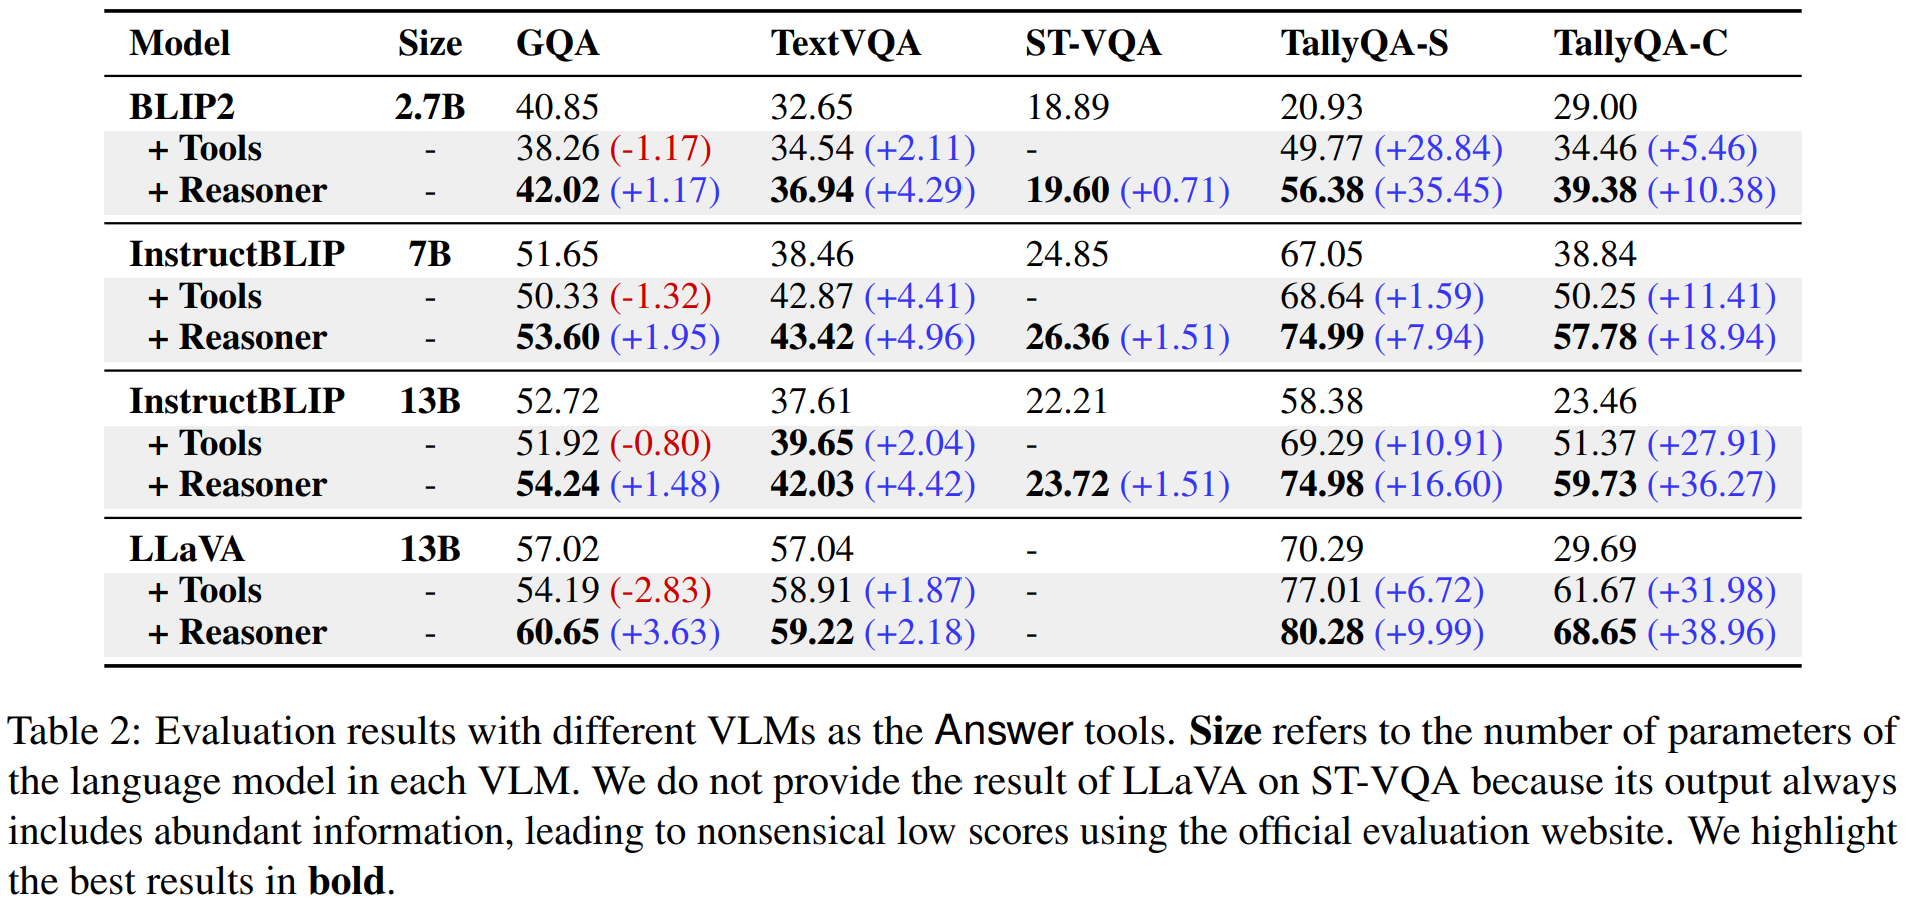 Model Size GQA TextVQA ST-VQA TallyQA-S TallyQA-C
BLIP2 2.7B 40.85 32.65 18.89 20.93 29.00
+ Tools - 38.26 (-1.17) 34.54 (+2.11) - 49.77 (+28.84) 34.46 (+5.46)
+ Reasoner - 42.02 (+1.17) 36.94 (+4.29) 19.60 (+0.71) 56.38 (+35.45) 39.38 (+10.38)
InstructBLIP 7B 51.65 38.46 24.85 67.05 38.84
+ Tools - 50.33 (-1.32) 42.87 (+4.41) - 68.64 (+1.59) 50.25 (+11.41)
+ Reasoner - 53.60 (+1.95) 43.42 (+4.96) 26.36 (+1.51) 74.99 (+7.94) 57.78 (+18.94)
InstructBLIP 13B 52.72 37.61 22.21 58.38 23.46
+ Tools - 51.92 (-0.80) 39.65 (+2.04) - 69.29 (+10.91) 51.37 (+27.91)
+ Reasoner - 54.24 (+1.48) 42.03 (+4.42) 23.72 (+1.51) 74.98 (+16.60) 59.73 (+36.27)
LLaVA 13B 57.02 57.04 - 70.29 29.69
+ Tools - 54.19 (-2.83) 58.91 (+1.87) - 77.01 (+6.72) 61.67 (+31.98)
+ Reasoner - 60.65 (+3.63) 59.22 (+2.18) - 80.28 (+9.99) 68.65 (+38.96)
Table 2: Evaluation results with different VLMs as the Answer tools. Size refers to the number of parameters of
the language model in each VLM. We do not provide the result of LLaVA on ST-VQA because its output always
includes abundant information, leading to nonsensical low scores using the official evaluation website. We highlight
the best results in bold.